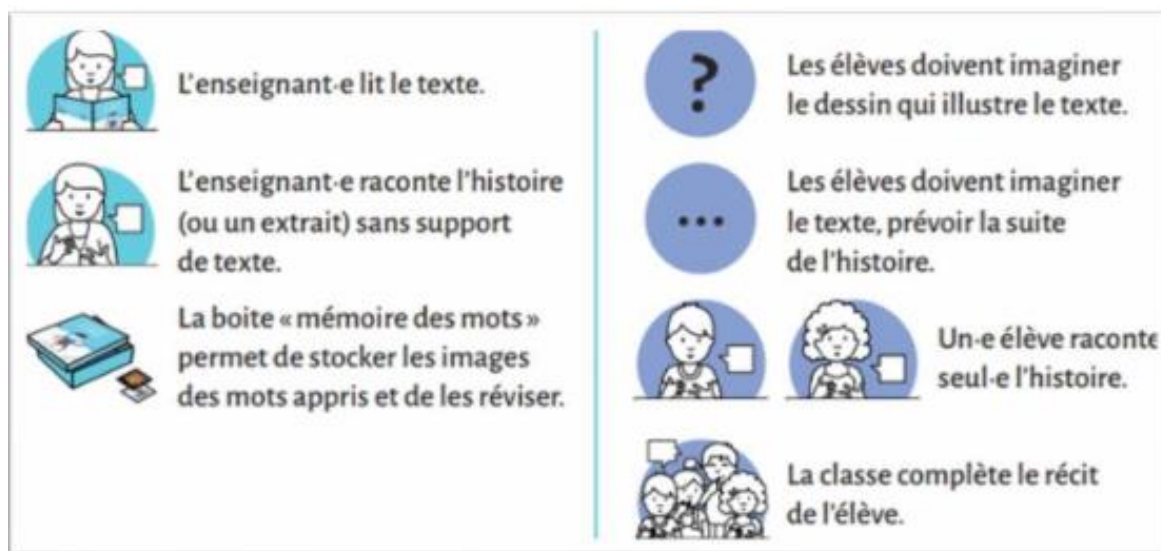 L'enseignant·e lit le texte.
L'enseignant·e raconte l'histoire
(ou un extrait) sans support
de texte.
La boite « mémoire des mots »
permet de stocker les images
des mots appris et de les réviser.
?
Les élèves doivent imaginer
le dessin qui illustre le texte.
...
Les élèves doivent imaginer
le texte, prévoir la suite
de l'histoire.
Un·e élève raconte
seul·e l'histoire.
La classe complète le récit
de l'élève.